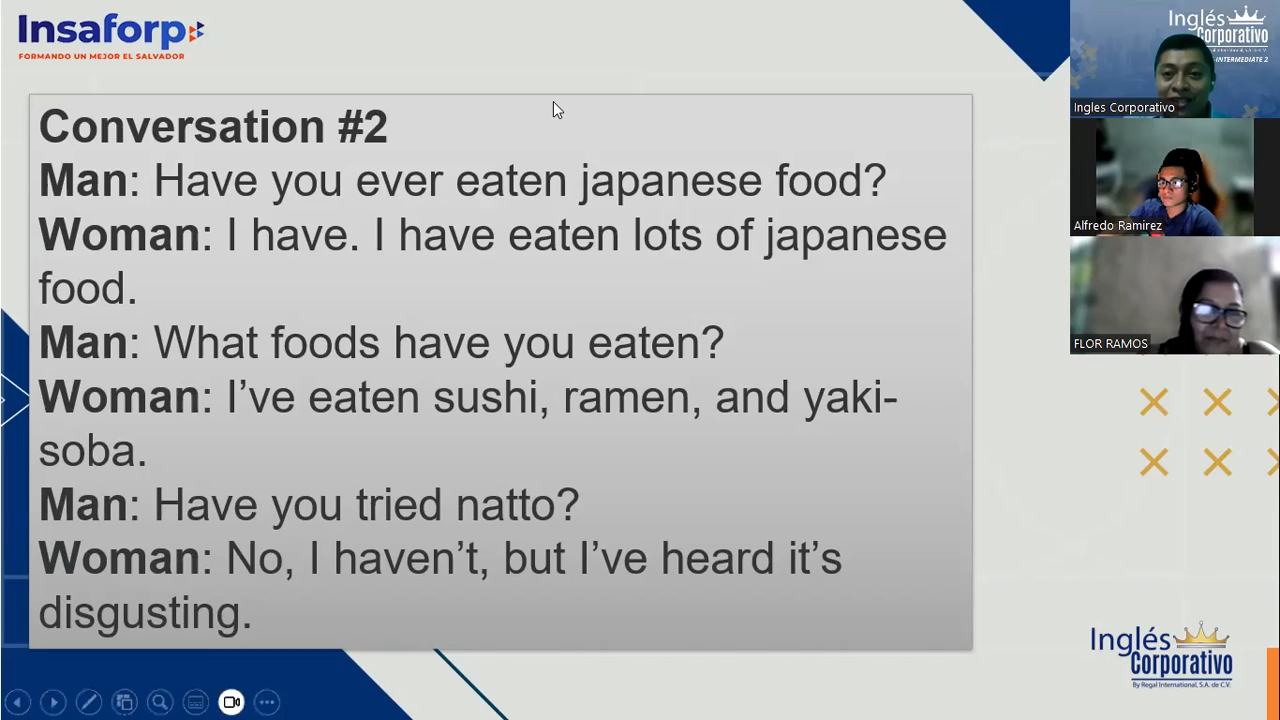 Insaforp
FORMANDO UN MEJOR EL SALVADOR
Conversation #2
Man: Have you ever eaten japanese food?
Woman: I have. I have eaten lots of japanese
food.
Man: What foods have you eaten?
Woman: I’ve eaten sushi, ramen, and yaki-
soba.
Man: Have you tried natto?
Woman: No, I haven’t, but I’ve heard it’s
disgusting.
Inglés
Corporativo
INTERMEDIATE 2
Ingles Corporativo
Alfredo Ramirez
FLOR RAMOS
Inglés
Corporativo
By Regal International, S.A. de C.V.